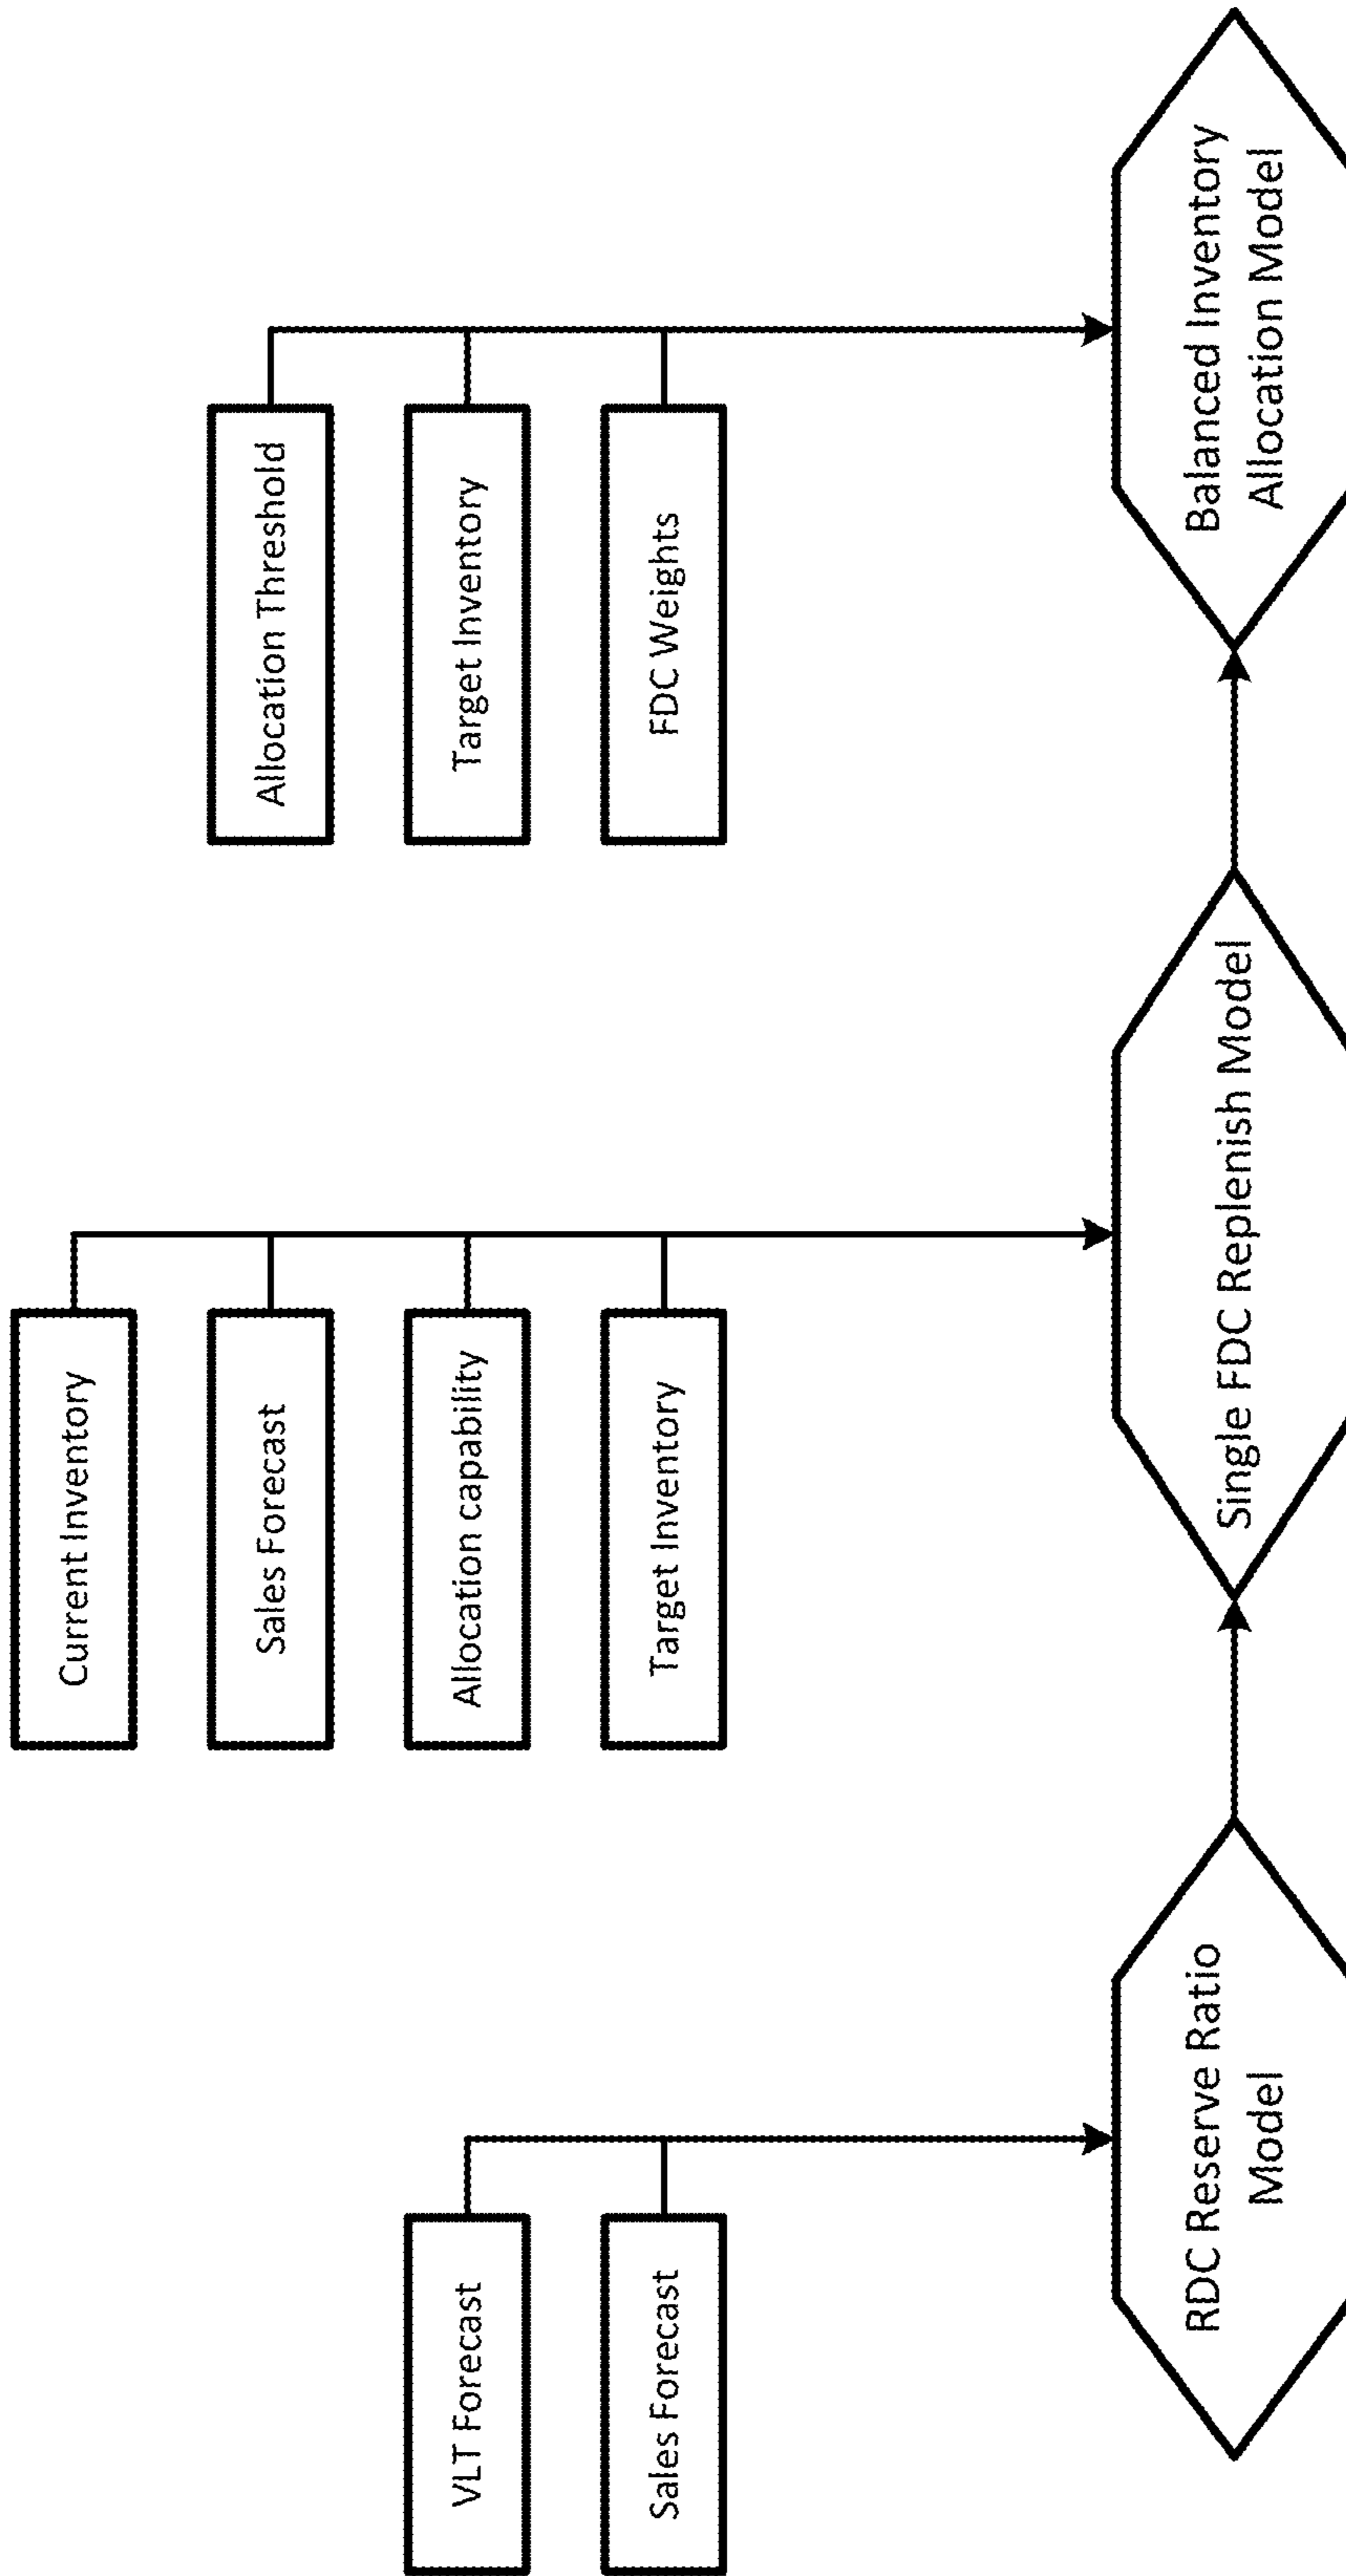 VLT Forecast
Sales Forecast
RDC Reserve Ratio
Model
Current Inventory
Sales Forecast
Allocation capability
Target Inventory
Single FDC Replenish Model
Allocation Threshold
Target Inventory
FDC Weights
Balanced Inventory
Allocation Model